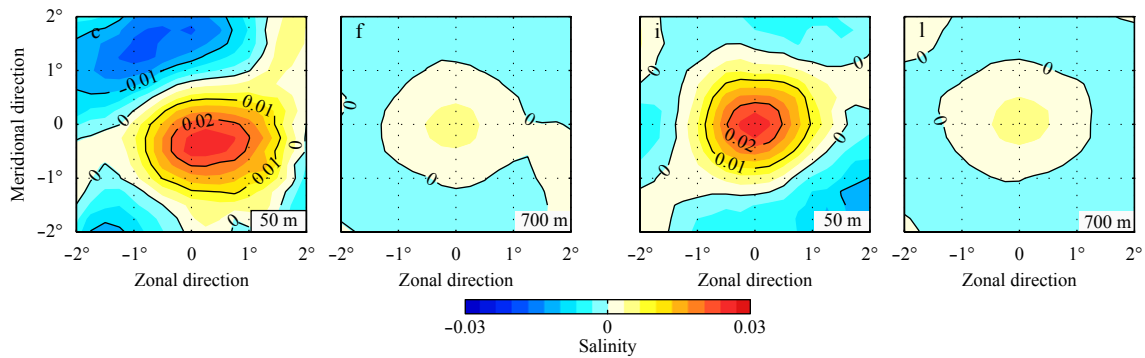 Meridional direction
2°
1°
0
−1°
−2°
c
−0.01
0
0.01
0.02
0.01
0
0
0
50 m
−2° −1° 0 1° 2°
Zonal direction
f
0
0
0
0
700 m
−2° −1° 0 1° 2°
Zonal direction
i
0
0
0.02
0.01
0
50 m
−2° −1° 0 1° 2°
Zonal direction
l
0
0
0
0
700 m
−2° −1° 0 1° 2°
Zonal direction
−0.03 0 0.03
Salinity